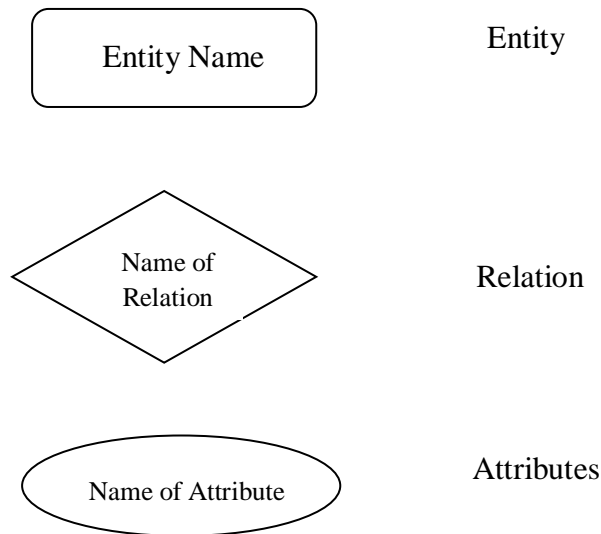 Entity Name
Entity
Name of
Relation
Relation
Name of Attribute
Attributes